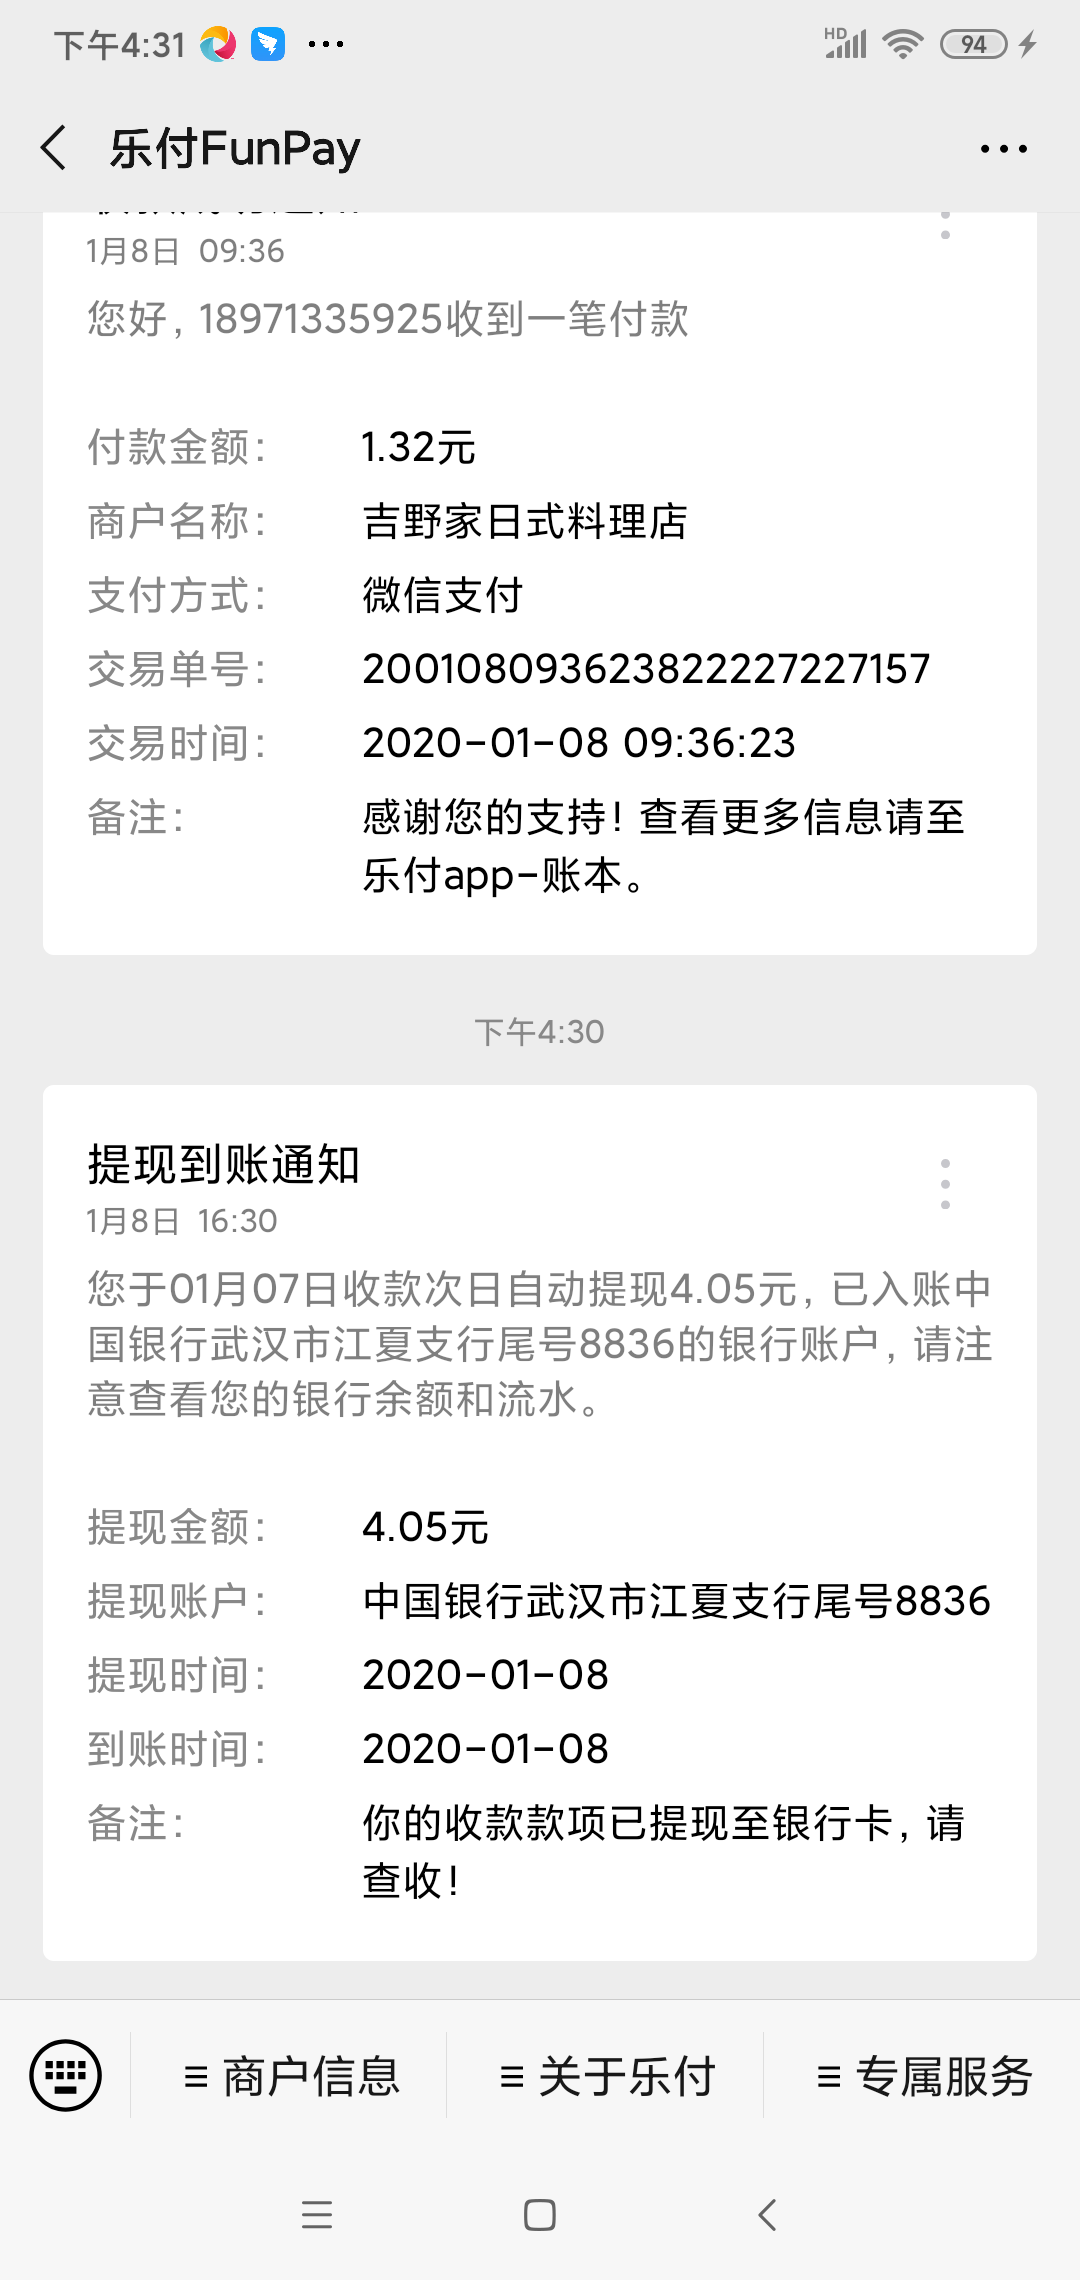 下午4:31
HD
94
乐付FunPay
1月8日 09:36
您好，18971335925收到一笔付款
付款金额： 1.32元
商户名称： 吉野家日式料理店
支付方式： 微信支付
交易单号： 200108093623822227227157
交易时间： 2020-01-08 09:36:23
备注： 感谢您的支持！查看更多信息请至
乐付app-账本。
下午4:30
提现到账通知
1月8日 16:30
您于01月07日收款次日自动提现4.05元，已入账中
国银行武汉市江夏支行尾号8836的银行账户，请注
意查看您的银行余额和流水。
提现金额： 4.05元
提现账户： 中国银行武汉市江夏支行尾号8836
提现时间： 2020-01-08
到账时间： 2020-01-08
备注： 你的收款款项已提现至银行卡，请
查收！
商户信息
关于乐付
专属服务